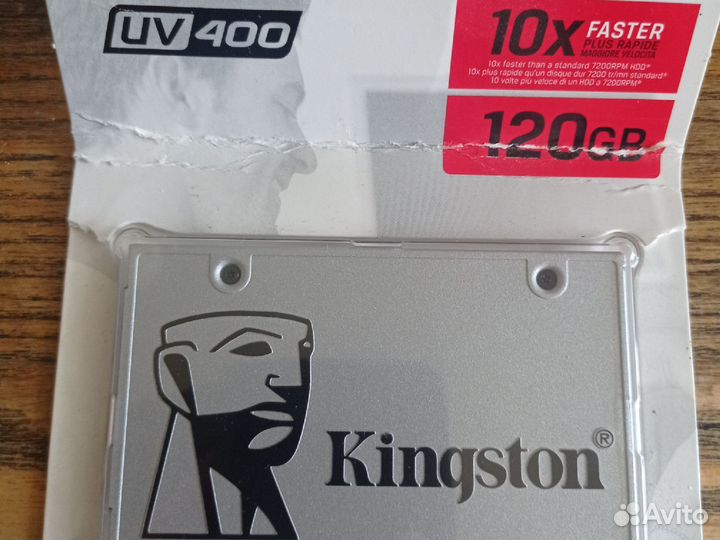 UV400
10x FASTER
PLUS RAPIDE
MAGGIORE VELOCITÀ
10x faster than a standard 7200RPM HDD*
10x plus rapide qu'un disque dur 7200 tr/mn standard*
10 volte più veloce di un HDD a 7200RPM*
120GB
Kingston®
Avito